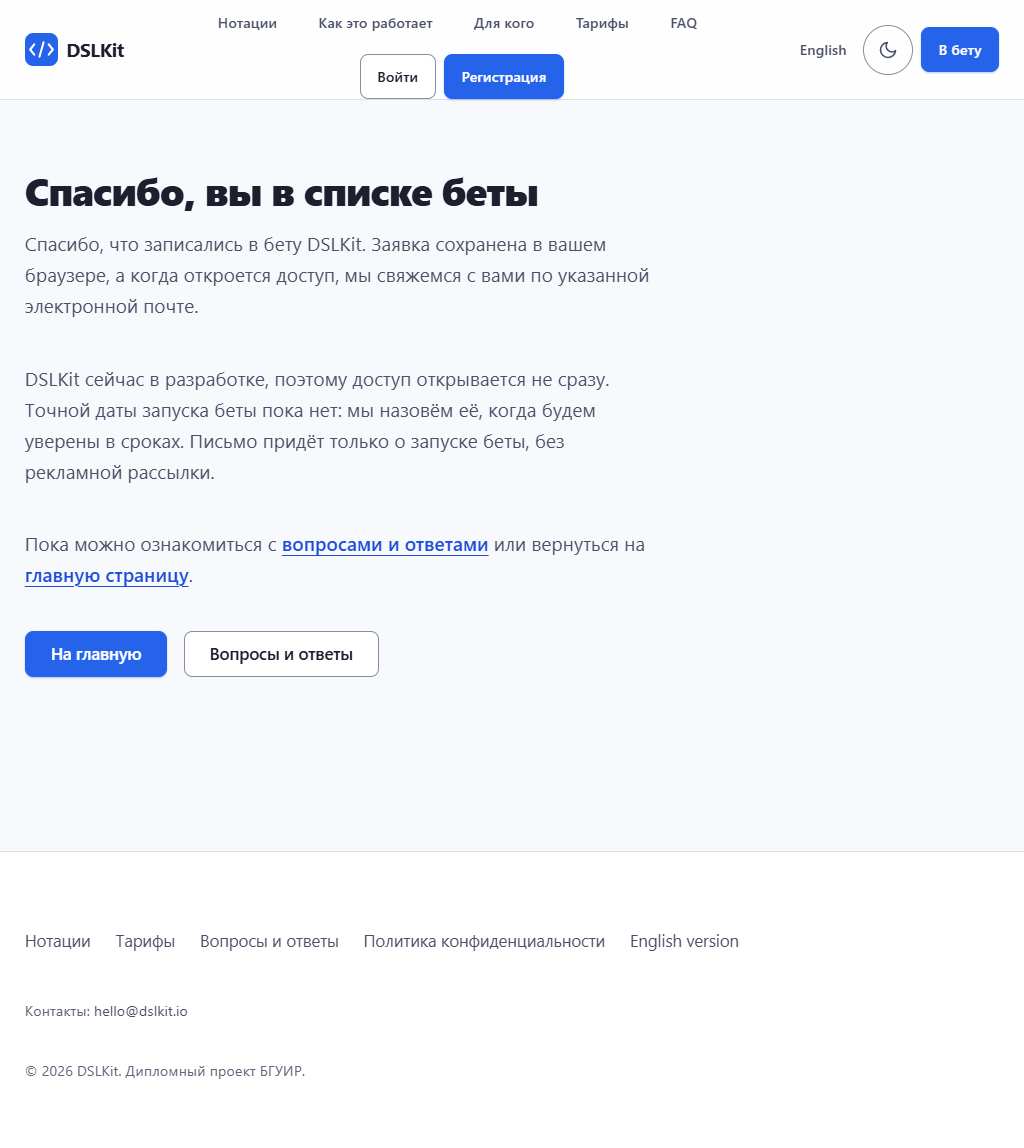 DSLKit
Нотации
Как это работает
Для кого
Тарифы
FAQ
Войти
Регистрация
English
В бету
Спасибо, вы в списке беты
Спасибо, что записались в бету DSLKit. Заявка сохранена в вашем
браузере, а когда откроется доступ, мы свяжемся с вами по указанной
электронной почте.
DSLKit сейчас в разработке, поэтому доступ открывается не сразу.
Точной даты запуска беты пока нет: мы назовём её, когда будем
уверены в сроках. Письмо придёт только о запуске беты, без
рекламной рассылки.
Пока можно ознакомиться с вопросами и ответами или вернуться на
главную страницу.
На главную
Вопросы и ответы
Нотации
Тарифы
Вопросы и ответы
Политика конфиденциальности
English version
Контакты: hello@dslkit.io
© 2026 DSLKit. Дипломный проект БГУИР.